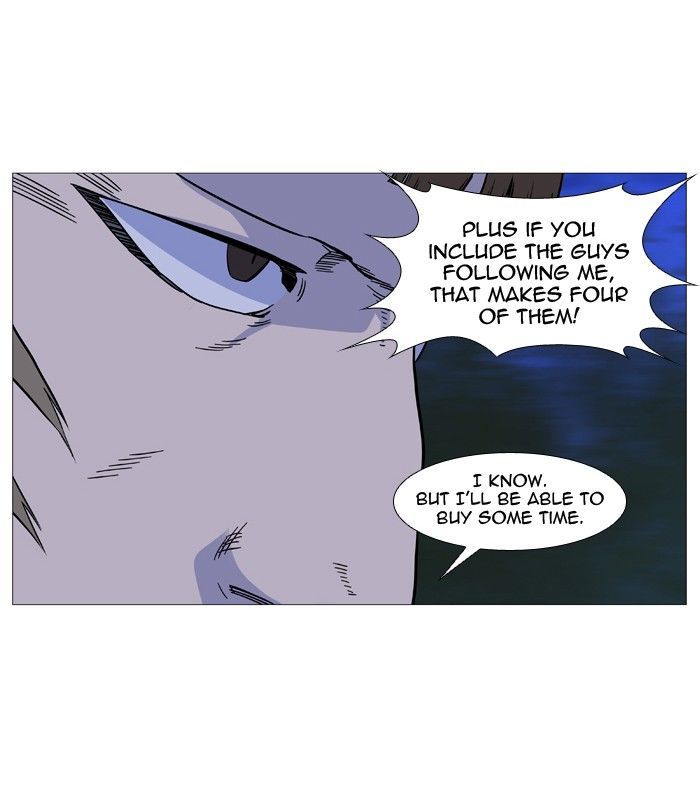 PLUS IF YOU
INCLUDE THE GUYS
FOLLOWING ME,
THAT MAKES FOUR
OF THEM!
I KNOW.
BUT I'LL BE ABLE TO
BUY SOME TIME.